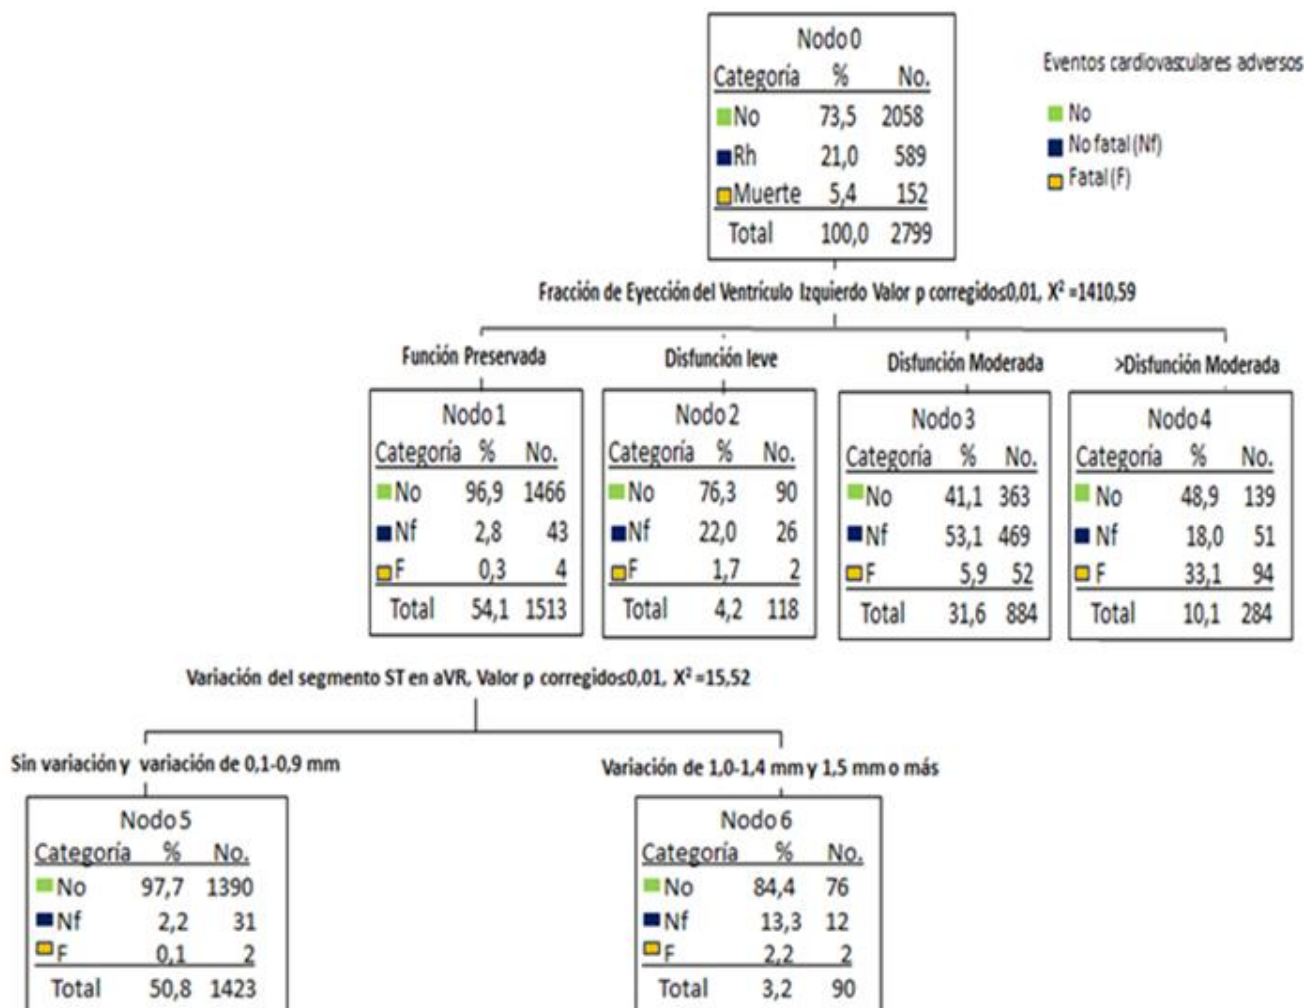 Nodo 0
Categoría % No.
No 73,5 2058
Rh 21,0 589
Muerte 5,4 152
Total 100,0 2799
Eventos cardiovasculares adversos
No
No fatal (Nf)
Fatal (F)
Fracción de Eyección del Ventrículo Izquierdo Valor p corregido≤0,01, X² =1410,59
Función Preservada
Disfunción leve
Disfunción Moderada
>Disfunción Moderada
Nodo 1
Categoría % No.
No 96,9 1466
Nf 2,8 43
F 0,3 4
Total 54,1 1513
Nodo 2
Categoría % No.
No 76,3 90
Nf 22,0 26
F 1,7 2
Total 4,2 118
Nodo 3
Categoría % No.
No 41,1 363
Nf 53,1 469
F 5,9 52
Total 31,6 884
Nodo 4
Categoría % No.
No 48,9 139
Nf 18,0 51
F 33,1 94
Total 10,1 284
Variación del segmento ST en aVR, Valor p corregido≤0,01, X² =15,52
Sin variación y variación de 0,1-0,9 mm
Variación de 1,0-1,4 mm y 1,5 mm o más
Nodo 5
Categoría % No.
No 97,7 1390
Nf 2,2 31
F 0,1 2
Total 50,8 1423
Nodo 6
Categoría % No.
No 84,4 76
Nf 13,3 12
F 2,2 2
Total 3,2 90